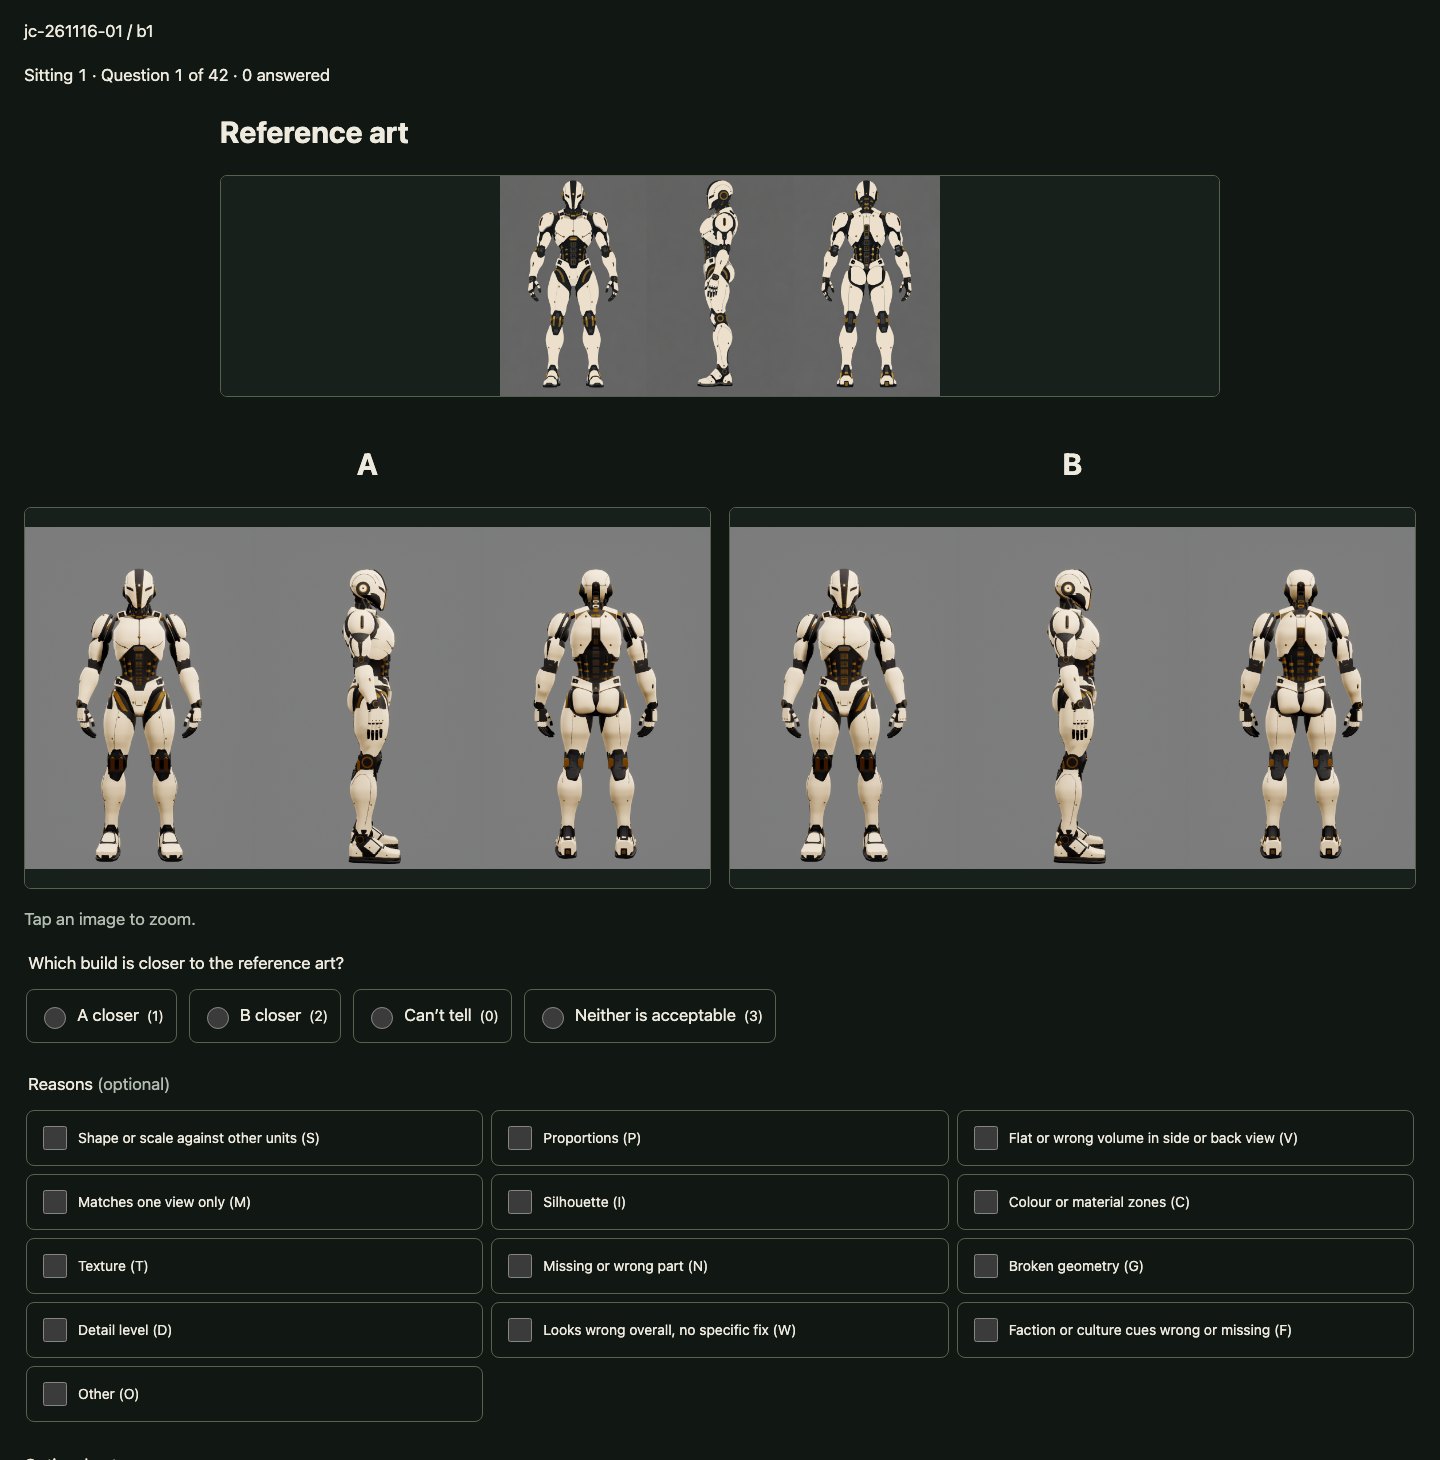 jc-261116-01 / b1
Sitting 1 · Question 1 of 42 · 0 answered
Reference art
A
B
Tap an image to zoom.
Which build is closer to the reference art?
A closer (1)
B closer (2)
Can’t tell (0)
Neither is acceptable (3)
Reasons (optional)
Shape or scale against other units (S)
Proportions (P)
Flat or wrong volume in side or back view (V)
Matches one view only (M)
Silhouette (I)
Colour or material zones (C)
Texture (T)
Missing or wrong part (N)
Broken geometry (G)
Detail level (D)
Looks wrong overall, no specific fix (W)
Faction or culture cues wrong or missing (F)
Other (O)